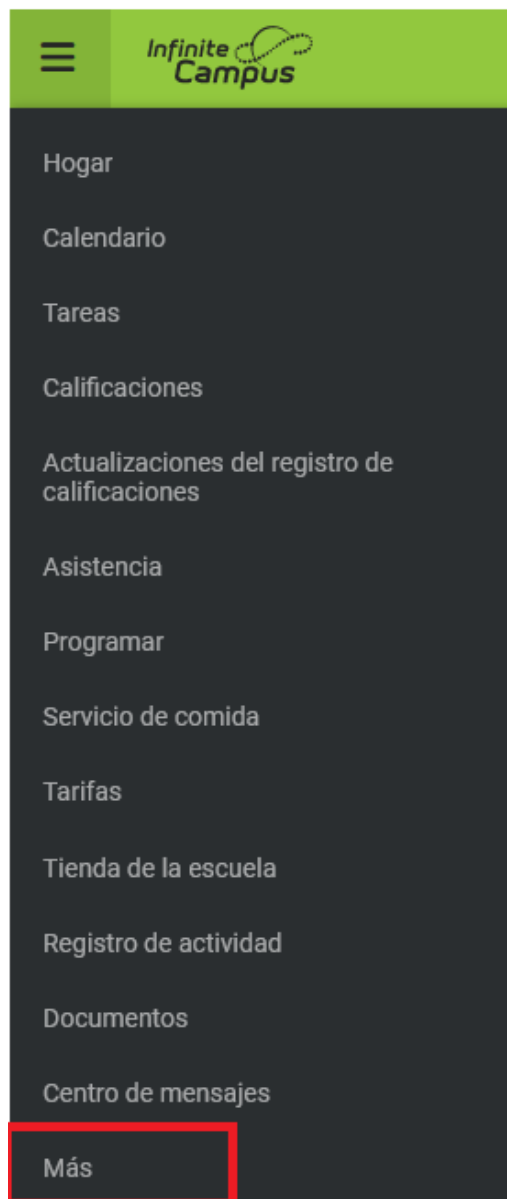 Infinite
Campus
Hogar
Calendario
Tareas
Calificaciones
Actualizaciones del registro de
calificaciones
Asistencia
Programar
Servicio de comida
Tarifas
Tienda de la escuela
Registro de actividad
Documentos
Centro de mensajes
Más